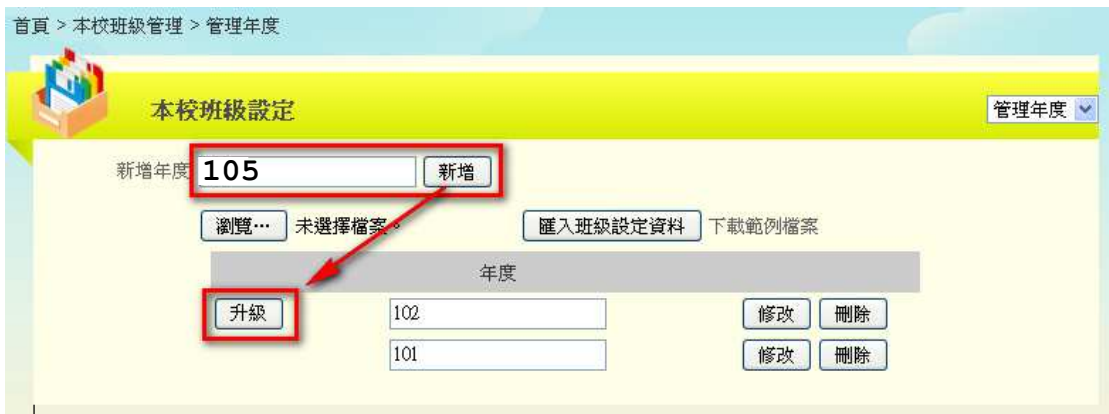 首頁 > 本校班級管理 > 管理年度
本校班級設定
管理年度
新增年度 105 新增
瀏覽… 未選擇檔案。 匯入班級設定資料 下載範例檔案
年度
升級 102 修改 刪除
101 修改 刪除